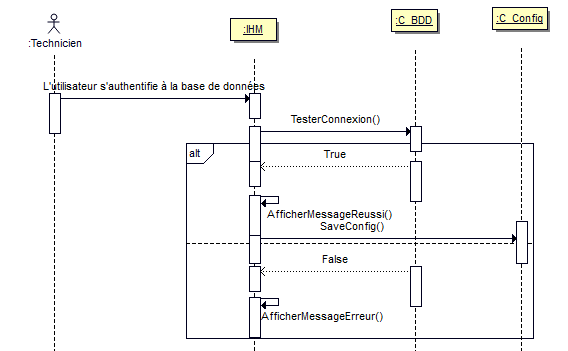 :C_Config
:C_BDD
:IHM
:Technicien
L'utilisateur s'authentifie à la base de données
TesterConnexion()
alt
True
AfficherMessageReussi()
SaveConfig()
False
AfficherMessageErreur()